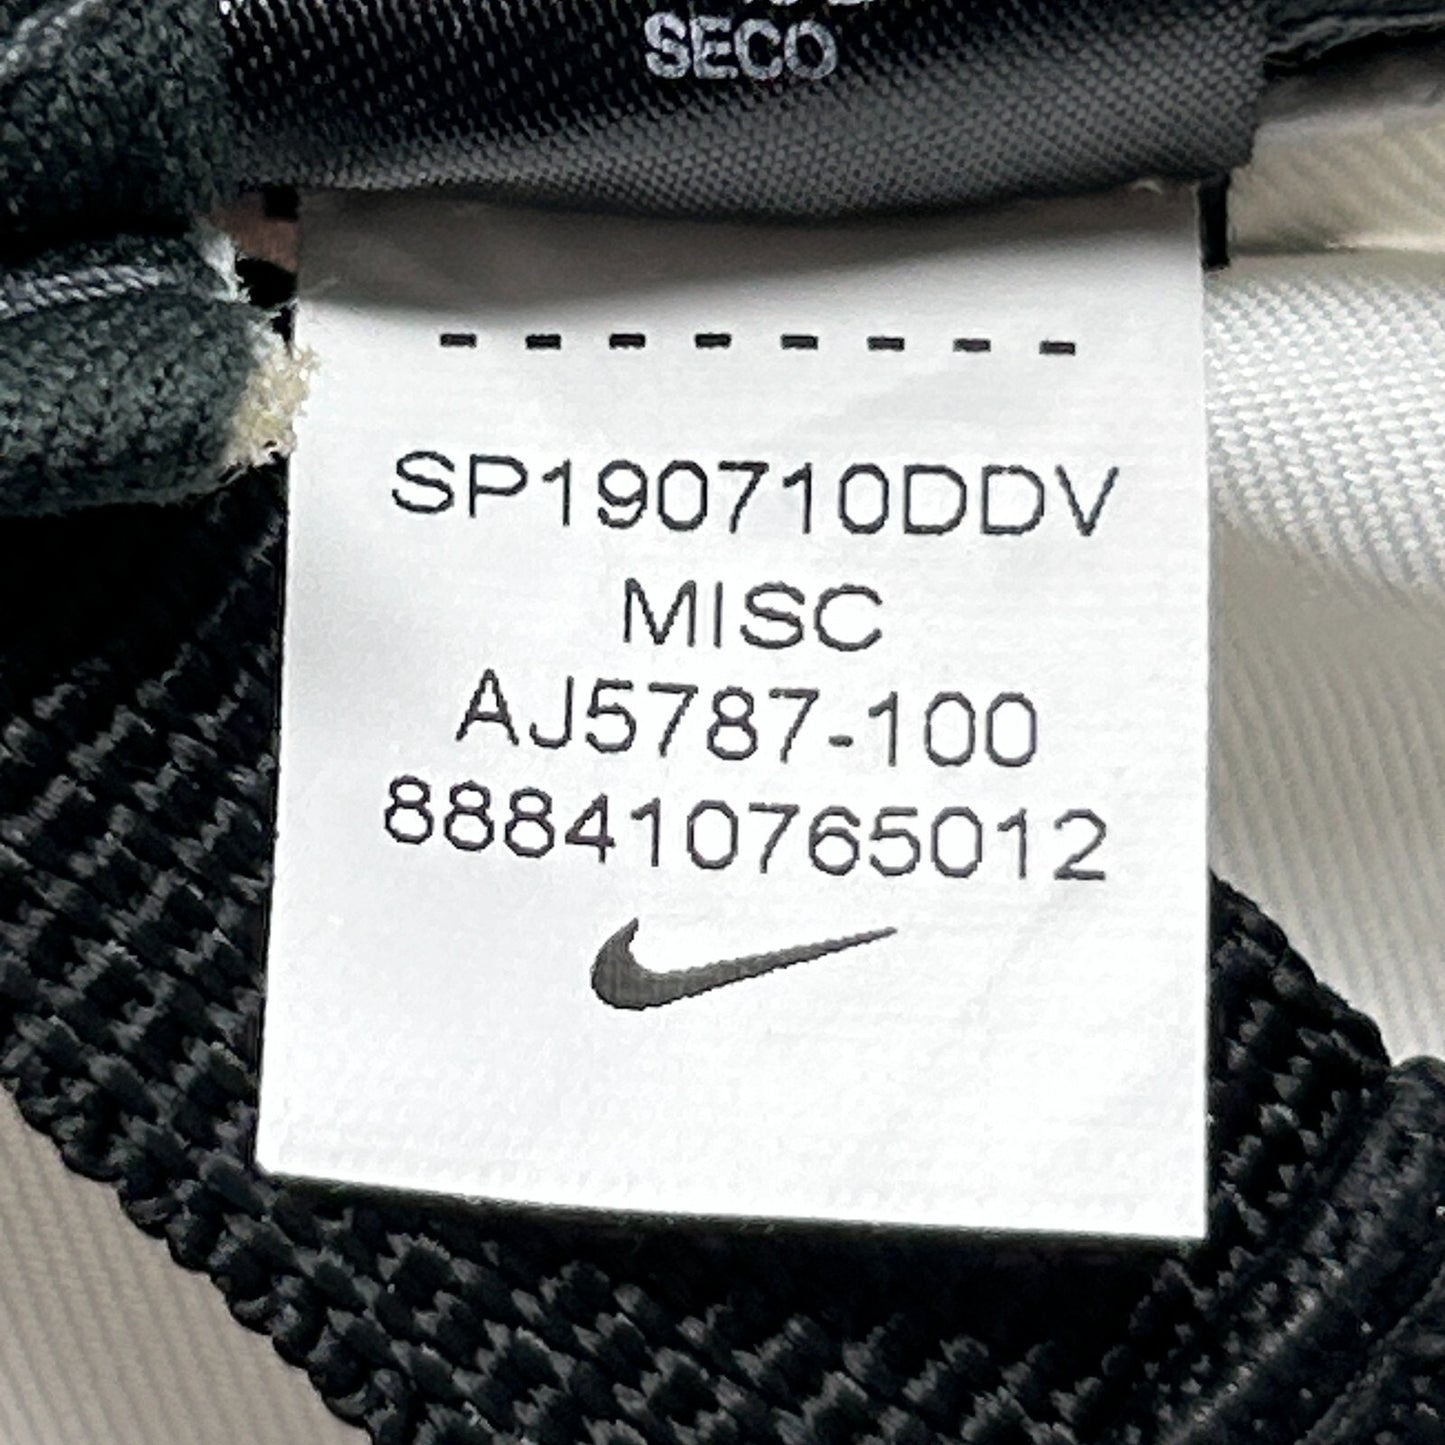 SECO
SP190710DDV
MISC
AJ5787-100
888410765012